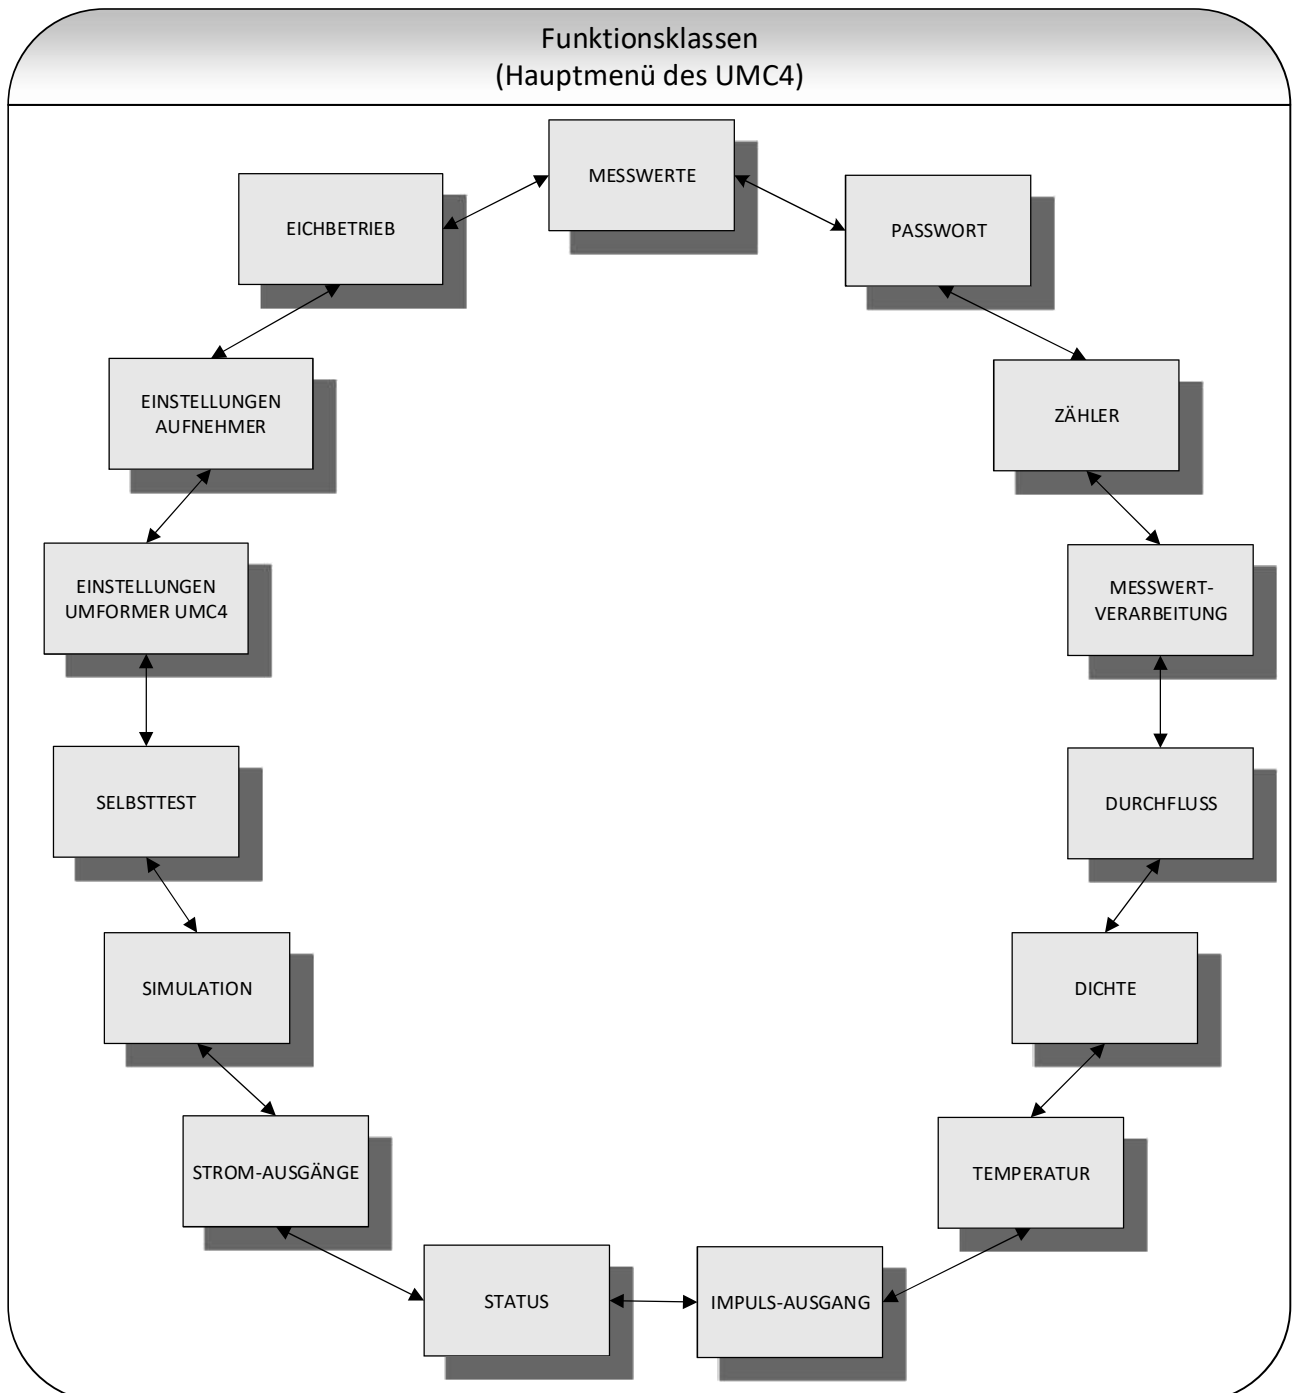 Funktionsklassen
(Hauptmenü des UMC4)
MESSWERTE
PASSWORT
ZÄHLER
MESSWERT-
VERARBEITUNG
DURCHFLUSS
DICHTE
TEMPERATUR
IMPULS-AUSGANG
STATUS
STROM-AUSGÄNGE
SIMULATION
SELBSTTEST
EINSTELLUNGEN
UMFORMER UMC4
EINSTELLUNGEN
AUFNEHMER
EICHBETRIEB